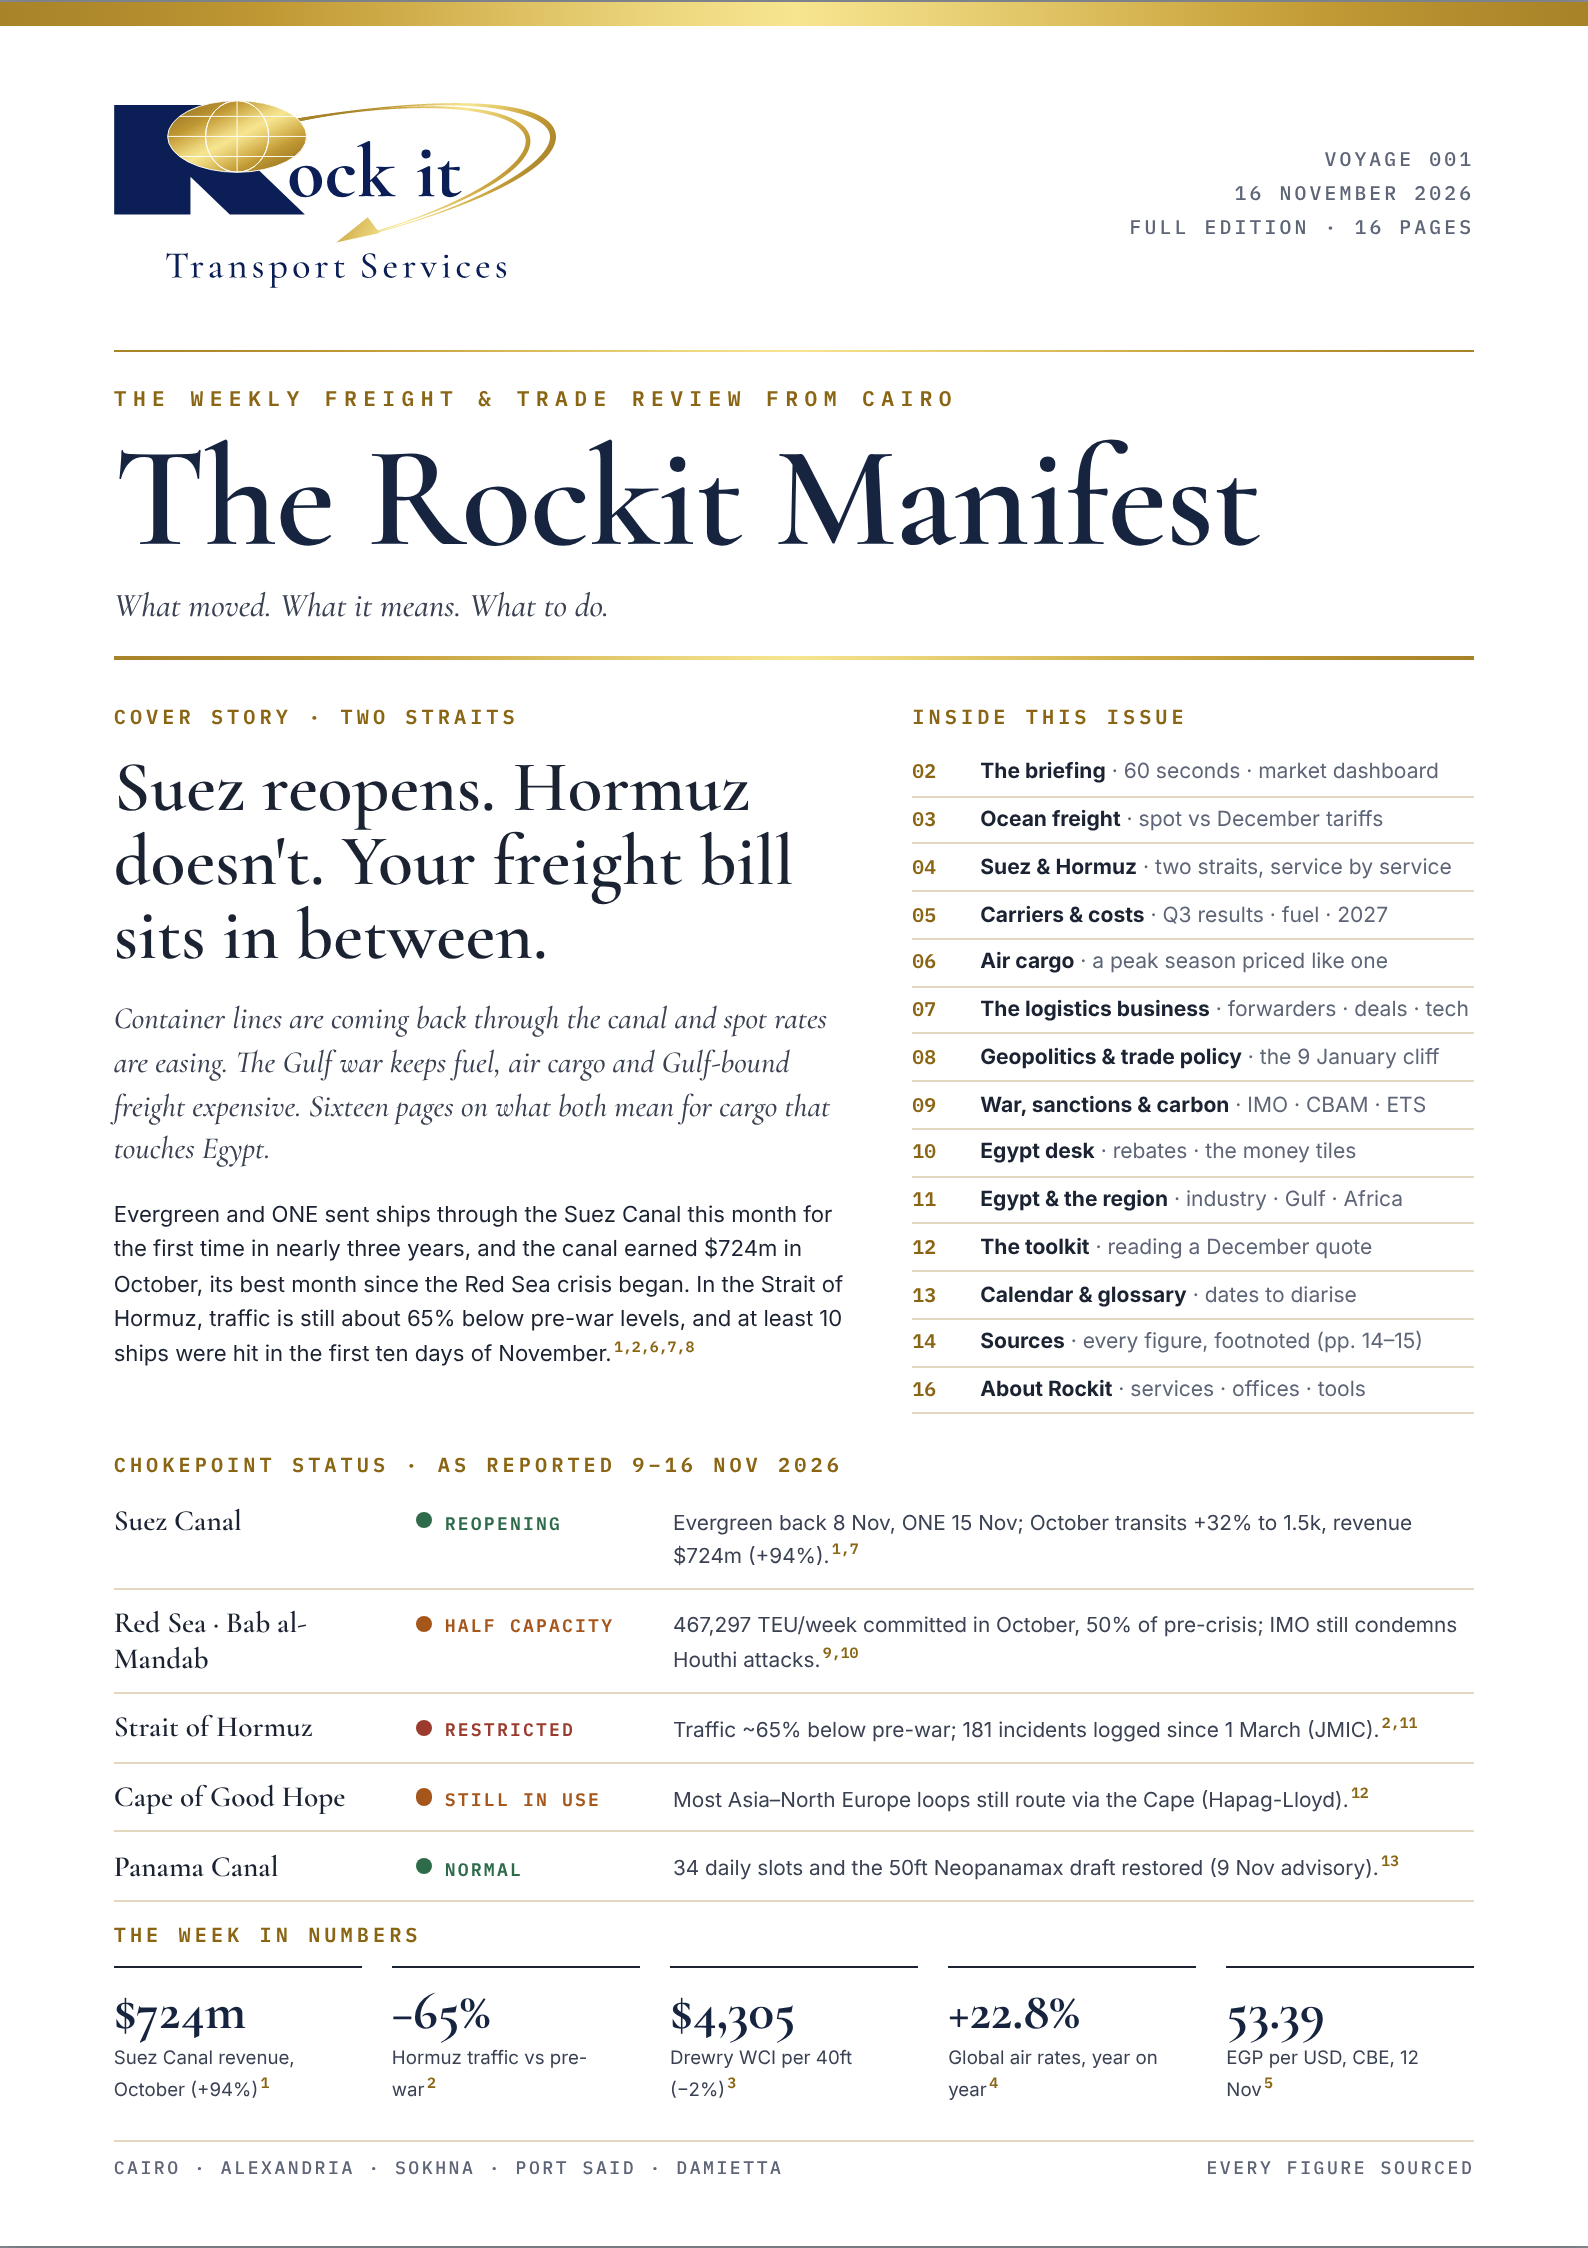 Rock it
Transport Services
VOYAGE 001
16 NOVEMBER 2026
FULL EDITION · 16 PAGES
THE WEEKLY FREIGHT & TRADE REVIEW FROM CAIRO
The Rockit Manifest
What moved. What it means. What to do.
COVER STORY · TWO STRAITS
Suez reopens. Hormuz
doesn't. Your freight bill
sits in between.
Container lines are coming back through the canal and spot rates
are easing. The Gulf war keeps fuel, air cargo and Gulf-bound
freight expensive. Sixteen pages on what both mean for cargo that
touches Egypt.
Evergreen and ONE sent ships through the Suez Canal this month for
the first time in nearly three years, and the canal earned $724m in
October, its best month since the Red Sea crisis began. In the Strait of
Hormuz, traffic is still about 65% below pre-war levels, and at least 10
ships were hit in the first ten days of November.1,2,6,7,8
INSIDE THIS ISSUE
02 The briefing · 60 seconds · market dashboard
03 Ocean freight · spot vs December tariffs
04 Suez & Hormuz · two straits, service by service
05 Carriers & costs · Q3 results · fuel · 2027
06 Air cargo · a peak season priced like one
07 The logistics business · forwarders · deals · tech
08 Geopolitics & trade policy · the 9 January cliff
09 War, sanctions & carbon · IMO · CBAM · ETS
10 Egypt desk · rebates · the money tiles
11 Egypt & the region · industry · Gulf · Africa
12 The toolkit · reading a December quote
13 Calendar & glossary · dates to diarise
14 Sources · every figure, footnoted (pp. 14–15)
16 About Rockit · services · offices · tools
CHOKEPOINT STATUS · AS REPORTED 9–16 NOV 2026
Suez Canal REOPENING Evergreen back 8 Nov, ONE 15 Nov; October transits +32% to 1.5k, revenue
$724m (+94%).1,7
Red Sea · Bab al- HALF CAPACITY 467,297 TEU/week committed in October, 50% of pre-crisis; IMO still condemns
Mandab Houthi attacks.9,10
Strait of Hormuz RESTRICTED Traffic ~65% below pre-war; 181 incidents logged since 1 March (JMIC).2,11
Cape of Good Hope STILL IN USE Most Asia–North Europe loops still route via the Cape (Hapag-Lloyd).12
Panama Canal NORMAL 34 daily slots and the 50ft Neopanamax draft restored (9 Nov advisory).13
THE WEEK IN NUMBERS
$724m
Suez Canal revenue,
October (+94%)1
−65%
Hormuz traffic vs pre-
war2
$4,305
Drewry WCI per 40ft
(−2%)3
+22.8%
Global air rates, year on
year4
53.39
EGP per USD, CBE, 12
Nov5
CAIRO · ALEXANDRIA · SOKHNA · PORT SAID · DAMIETTA
EVERY FIGURE SOURCED